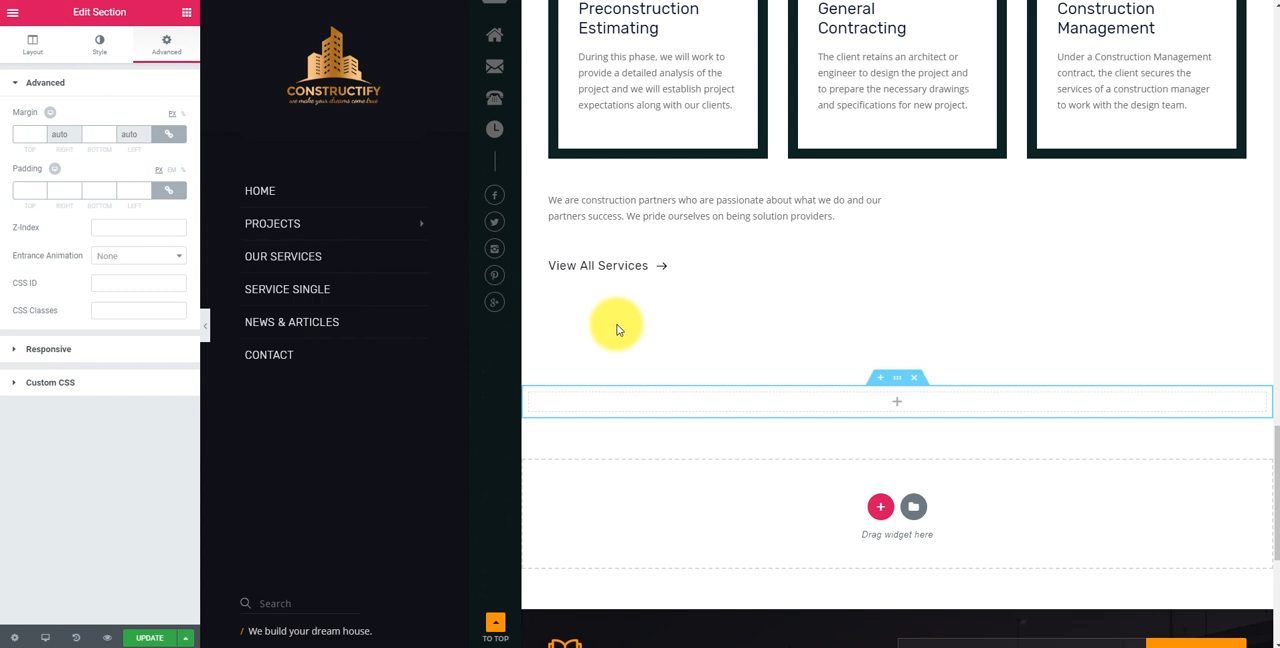 Edit Section
Layout
Style
Advanced
Advanced
Margin
PX %
auto
auto
TOP RIGHT BOTTOM LEFT
Padding
PX EM %
TOP RIGHT BOTTOM LEFT
Z-Index
Entrance Animation
None
CSS ID
CSS Classes
Responsive
Custom CSS
UPDATE
CONSTRUCTIFY
we make your dreams come true
HOME
PROJECTS
OUR SERVICES
SERVICE SINGLE
NEWS & ARTICLES
CONTACT
Search
/ We build your dream house.
TO TOP
Preconstruction
Estimating
During this phase, we will work to
provide a detailed analysis of the
project and we will establish project
expectations along with our clients.
General
Contracting
The client retains an architect or
engineer to design the project and
to prepare the necessary drawings
and specifications for new project.
Construction
Management
Under a Construction Management
contract, the client secures the
services of a construction manager
to work with the design team.
We are construction partners who are passionate about what we do and our
partners success. We pride ourselves on being solution providers.
View All Services
Drag widget here